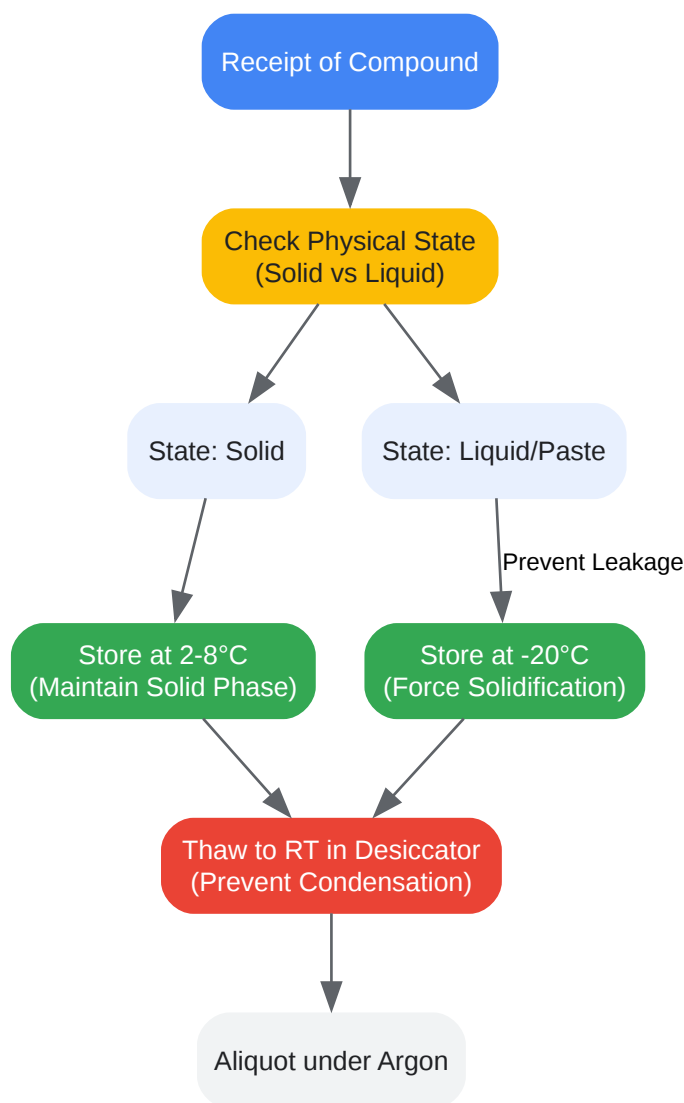 Receipt of Compound
Check Physical State
(Solid vs Liquid)
State: Solid
State: Liquid/Paste
Prevent Leakage
Store at 2-8°C
(Maintain Solid Phase)
Store at -20°C
(Force Solidification)
Thaw to RT in Desiccator
(Prevent Condensation)
Aliquot under Argon